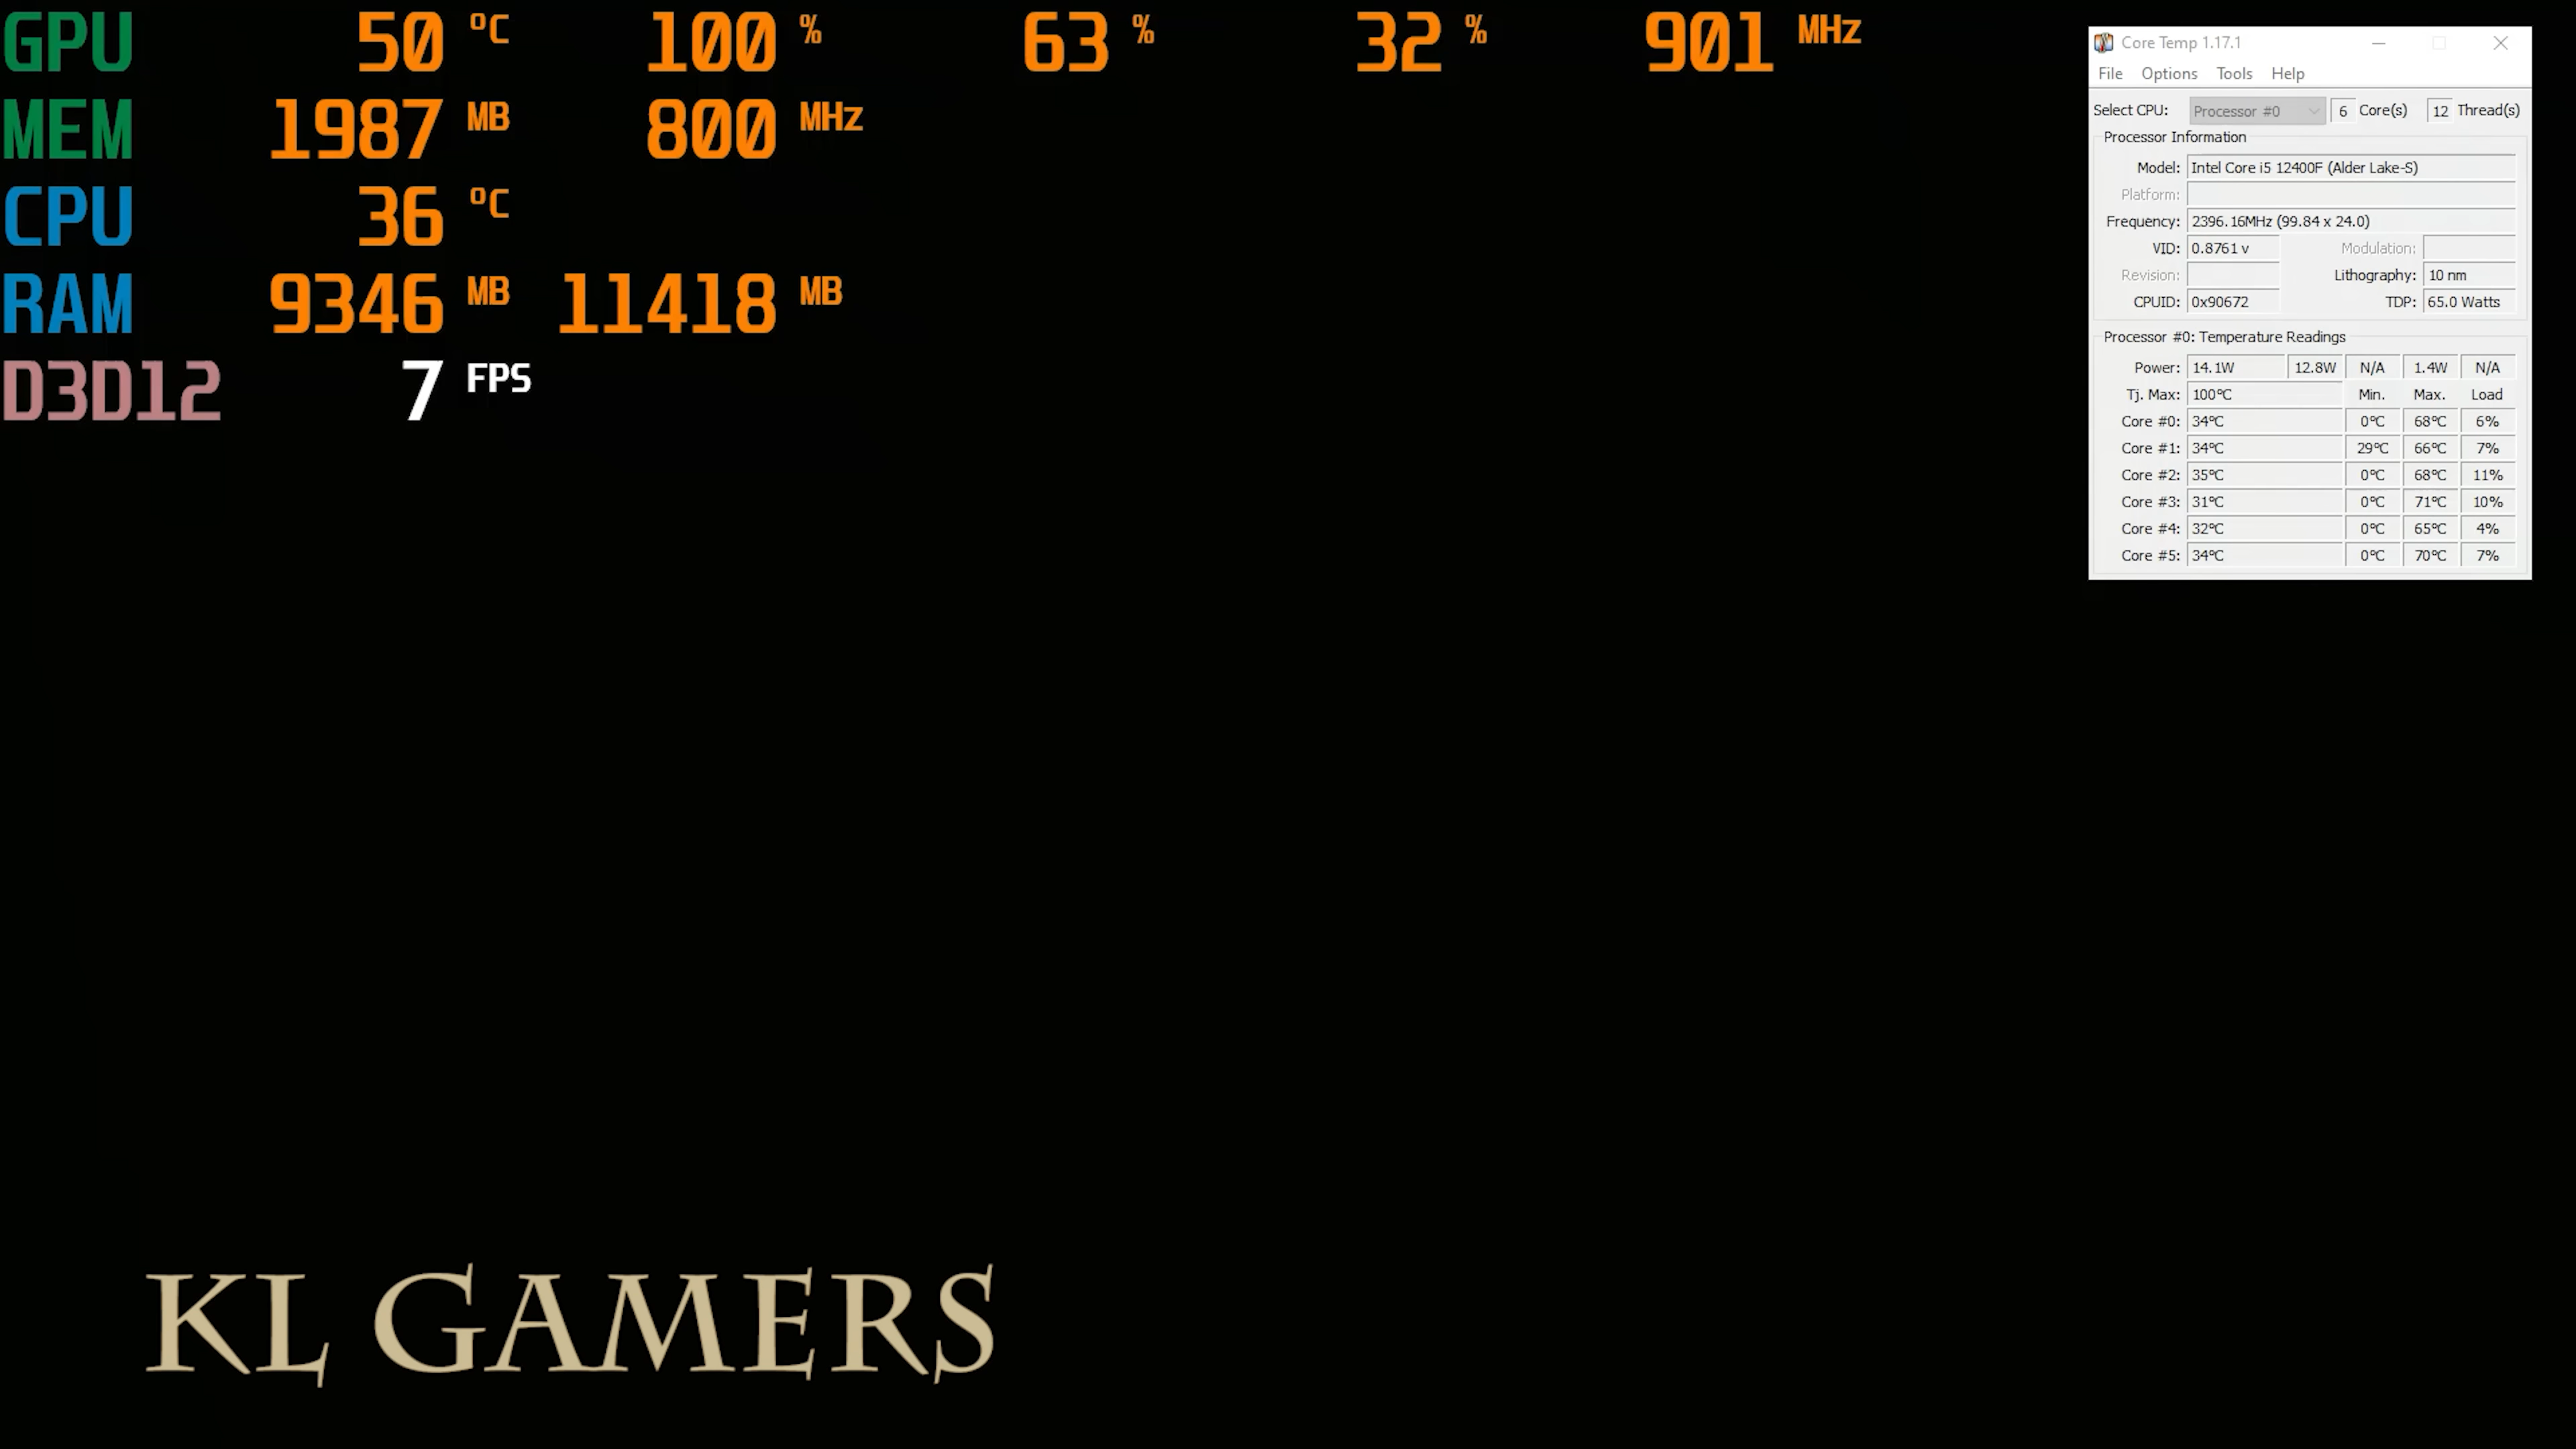 GPU 50 °C 100 % 63 % 32 % 901 MHz
MEM 1987 MB 800 MHz
CPU 36 °C
RAM 9346 MB 11418 MB
D3D12 7 FPS
Core Temp 1.17.1
File Options Tools Help
Select CPU: Processor #0 6 Core(s) 12 Thread(s)
Processor Information
Model: Intel Core i5 12400F (Alder Lake-S)
Platform:
Frequency: 2396.16MHz (99.84 x 24.0)
VID: 0.8761 v Modulation:
Revision: Lithography: 10 nm
CPUID: 0x90672 TDP: 65.0 Watts
Processor #0: Temperature Readings
Power: 14.1W 12.8W N/A 1.4W N/A
Tj. Max: 100°C Min. Max. Load
Core #0: 34°C 0°C 68°C 6%
Core #1: 34°C 29°C 66°C 7%
Core #2: 35°C 0°C 68°C 11%
Core #3: 31°C 0°C 71°C 10%
Core #4: 32°C 0°C 65°C 4%
Core #5: 34°C 0°C 70°C 7%
KL GAMERS